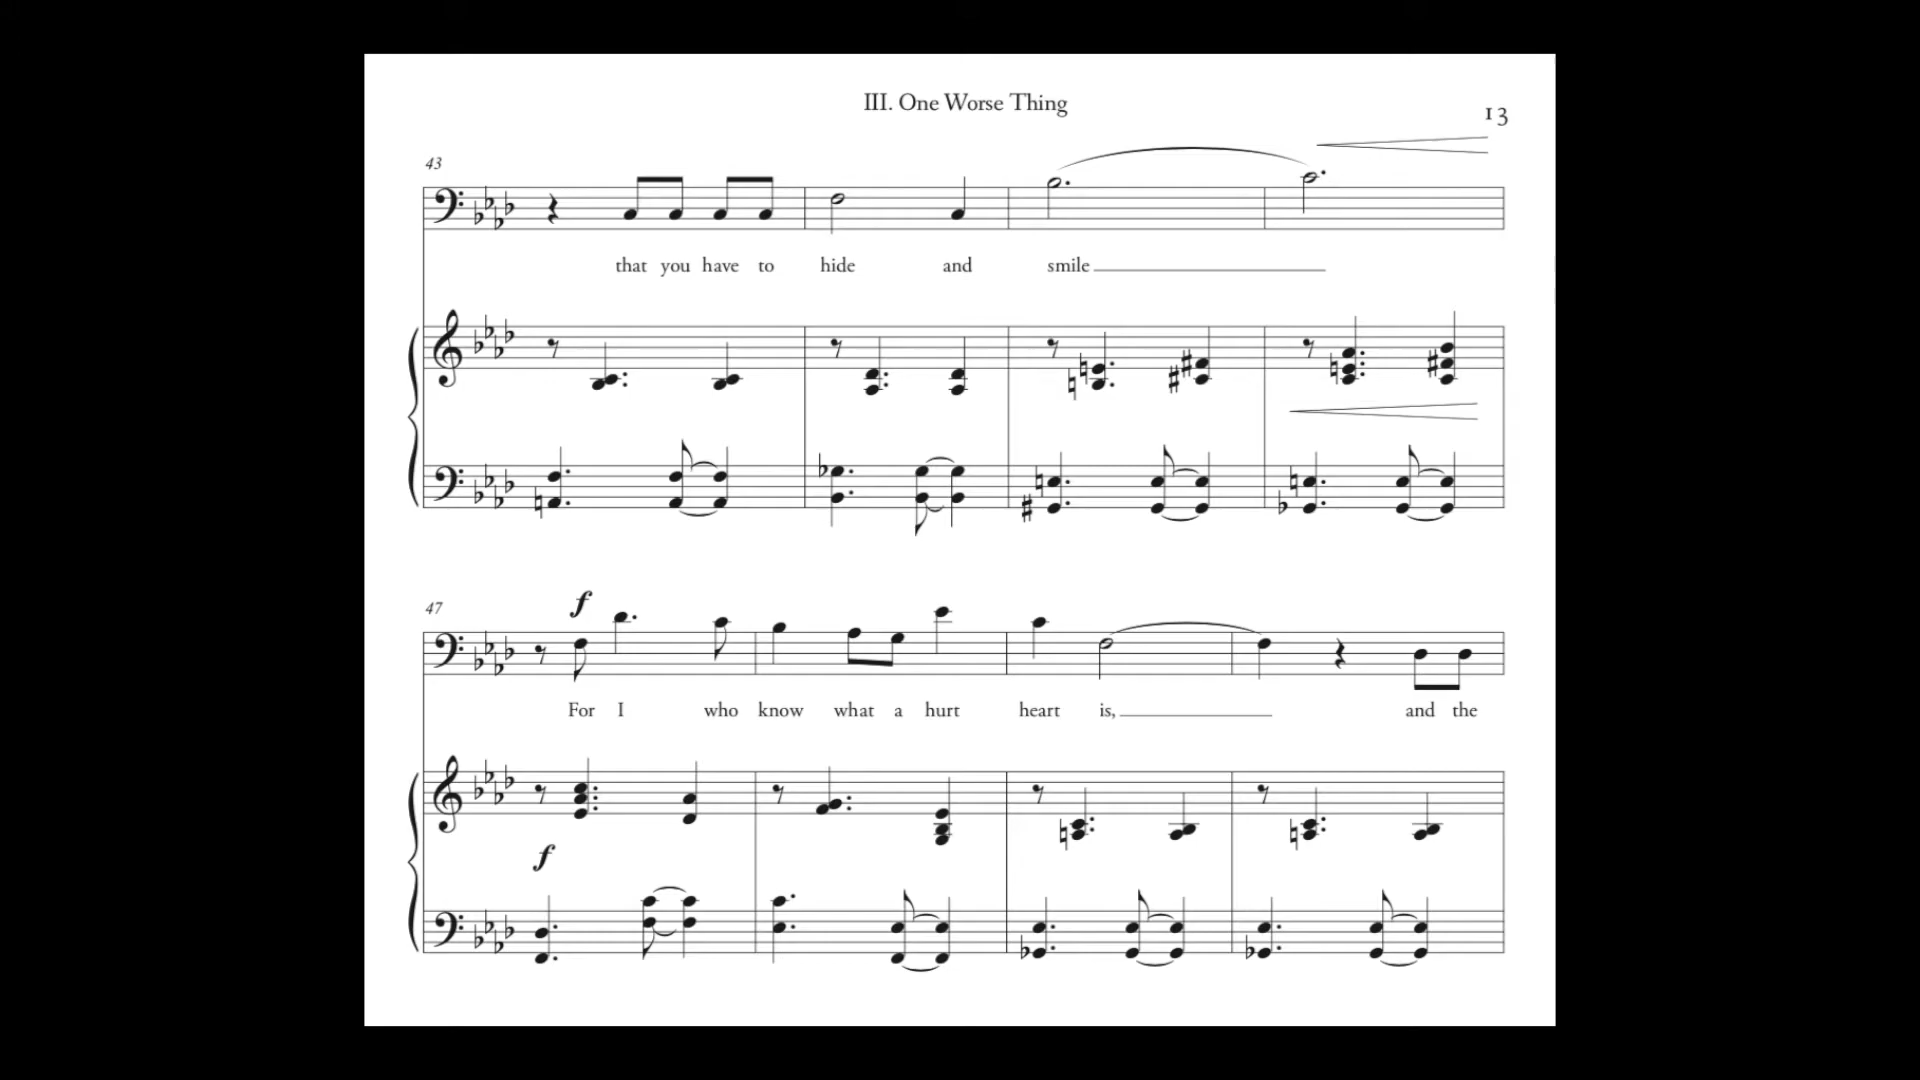 III. One Worse Thing
13
43
that you have to hide and smile
47
f
For I who know what a hurt heart is, and the
f